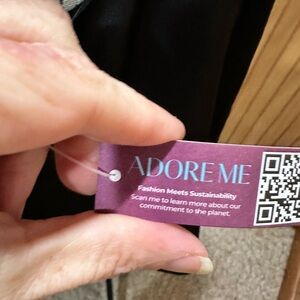 ADORE ME
Fashion Meets Sustainability
Scan me to learn more about our
commitment to the planet.